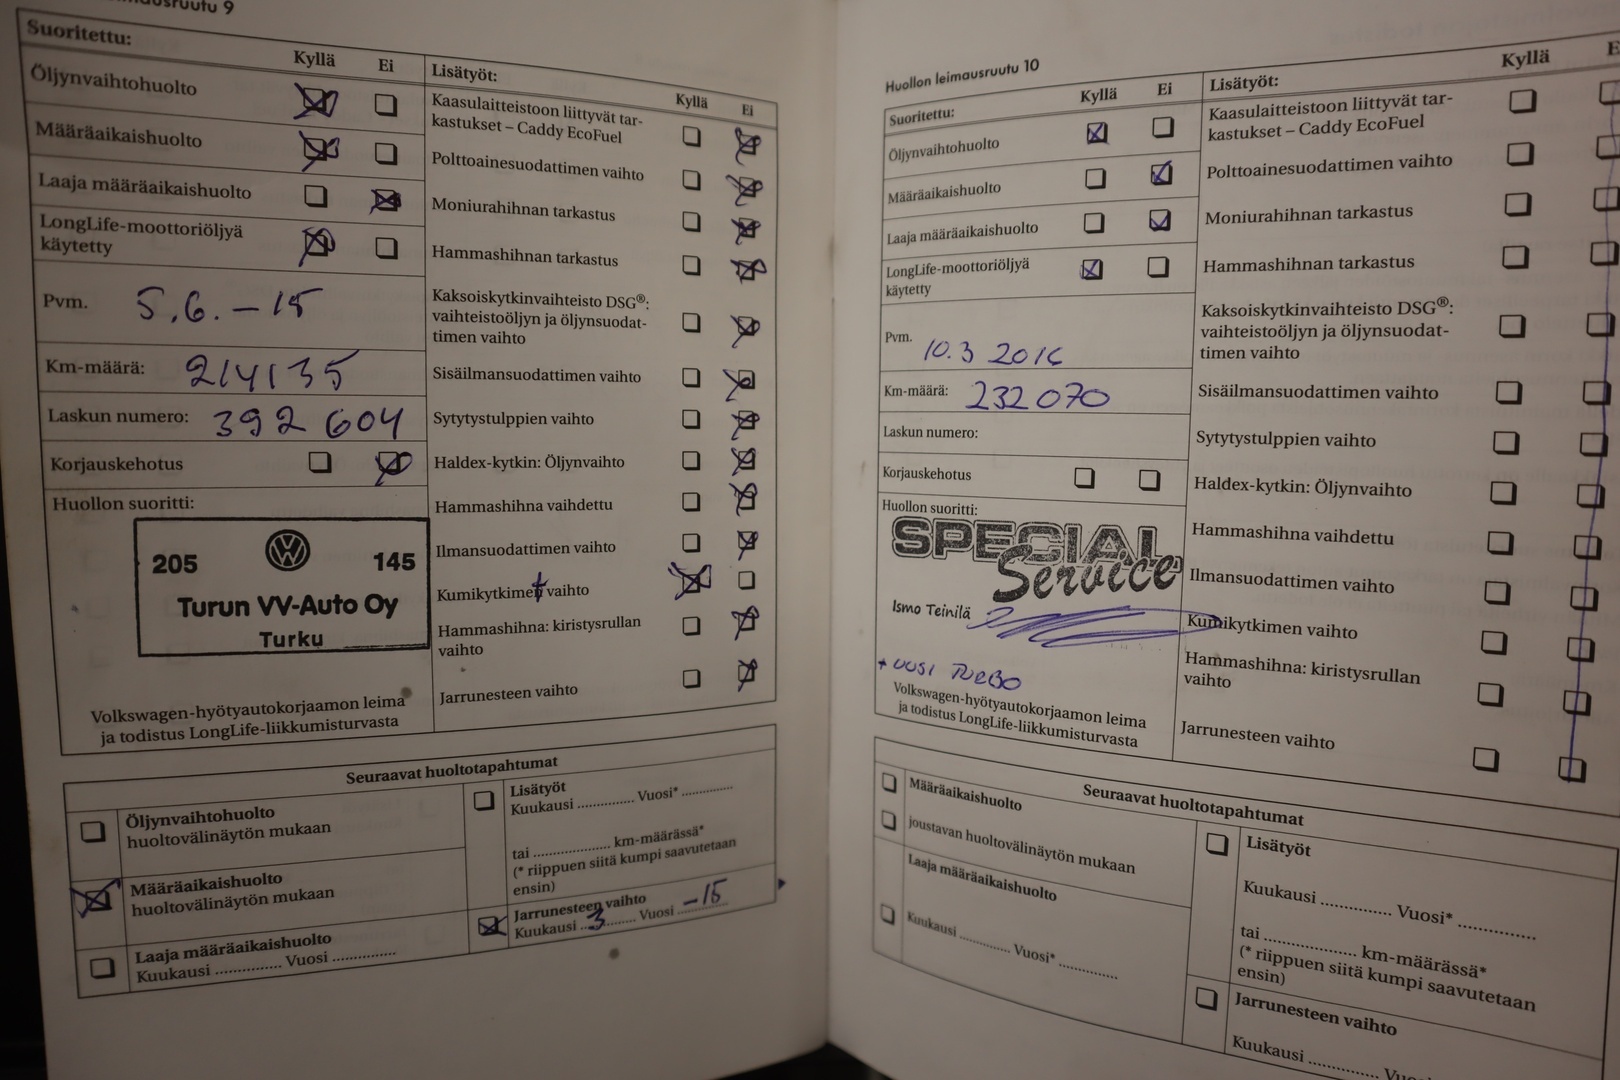 Suoritettu:
Kyllä Ei
Öljynvaihtohuolto
Määräaikaishuolto
Laaja määräaikaishuolto
LongLife-moottoriöljyä
käytetty
Pvm. 5.6.-15
Km-määrä: 214135
Laskun numero: 392 604
Korjauskehotus
Huollon suoritti:
205 145
Turun VV-Auto Oy
Turku
Volkswagen-hyötyautokorjaamon leima
ja todistus LongLife-liikkumisturvasta
Lisätyöt:
Kyllä Ei
Kaasulaitteistoon liittyvät tar-
kastukset – Caddy EcoFuel
Polttoainesuodattimen vaihto
Moniurahihnan tarkastus
Hammashihnan tarkastus
Kaksoiskytkinvaihteisto DSG®:
vaihteistoöljyn ja öljynsuodat-
timen vaihto
Sisäilmansuodattimen vaihto
Sytytystulppien vaihto
Haldex-kytkin: Öljynvaihto
Hammashihna vaihdettu
Ilmansuodattimen vaihto
Kumikytkimet vaihto
Hammashihna: kiristysrullan
vaihto
Jarrunesteen vaihto
Seuraavat huoltotapahtumat
Öljynvaihtohuolto
huoltovälinäytön mukaan
Määräaikaishuolto
huoltovälinäytön mukaan
Laaja määräaikaishuolto
Kuukausi ............... Vuosi ...............
Lisätyöt
Kuukausi ............... Vuosi* ...............
tai .................... km-määrässä*
(* riippuen siitä kumpi saavutetaan
ensin)
Jarrunesteen vaihto
Kuukausi ...3... Vuosi -15
Huollon leimausruutu 10
Suoritettu:
Kyllä Ei
Öljynvaihtohuolto
Määräaikaishuolto
Laaja määräaikaishuolto
LongLife-moottoriöljyä
käytetty
Pvm. 10.3 2016
Km-määrä: 232 070
Laskun numero:
Korjauskehotus
Huollon suoritti:
SPECIAL
Service
Ismo Teinilä
+ UUSI TURBO
Volkswagen-hyötyautokorjaamon leima
ja todistus LongLife-liikkumisturvasta
Lisätyöt:
Kyllä
Kaasulaitteistoon liittyvät tar-
kastukset – Caddy EcoFuel
Polttoainesuodattimen vaihto
Moniurahihnan tarkastus
Hammashihnan tarkastus
Kaksoiskytkinvaihteisto DSG®:
vaihteistoöljyn ja öljynsuodat-
timen vaihto
Sisäilmansuodattimen vaihto
Sytytystulppien vaihto
Haldex-kytkin: Öljynvaihto
Hammashihna vaihdettu
Ilmansuodattimen vaihto
Kumikytkimen vaihto
Hammashihna: kiristysrullan
vaihto
Jarrunesteen vaihto
Seuraavat huoltotapahtumat
Määräaikaishuolto
joustavan huoltovälinäytön mukaan
Laaja määräaikaishuolto
Kuukausi ............ Vuosi* ...............
Lisätyöt
Kuukausi ............... Vuosi* ...............
tai .................... km-määrässä*
(* riippuen siitä kumpi saavutetaan
ensin)
Jarrunesteen vaihto
Kuukausi ...............